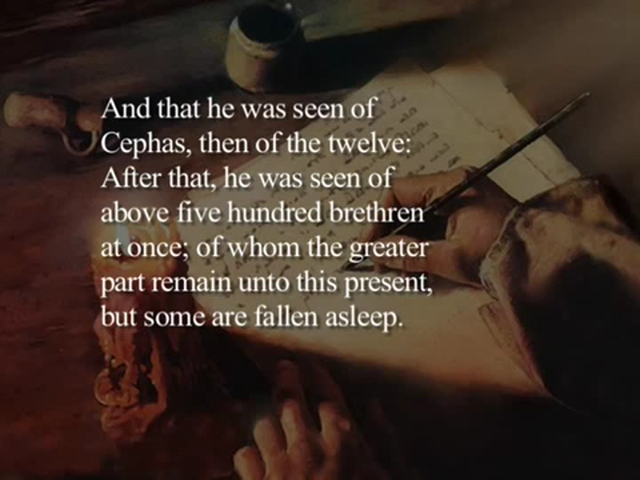 And that he was seen of
Cephas, then of the twelve:
After that, he was seen of
above five hundred brethren
at once; of whom the greater
part remain unto this present,
but some are fallen asleep.